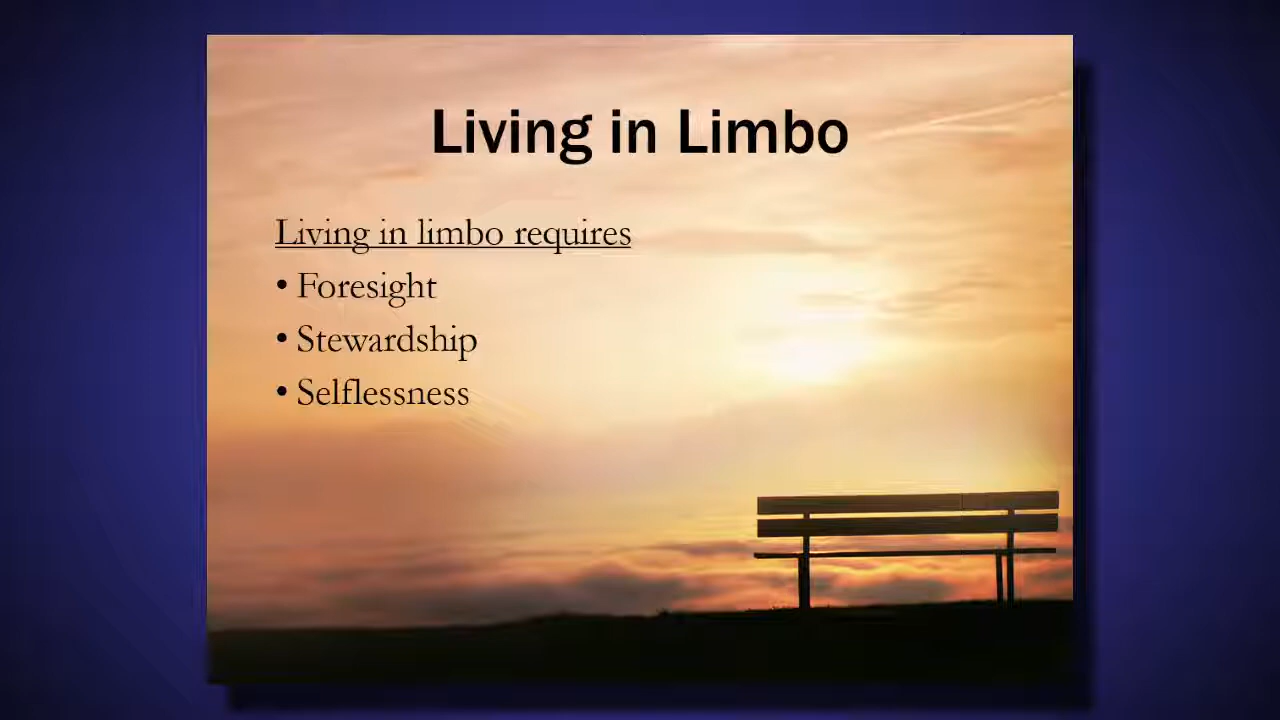 Living in Limbo
Living in limbo requires
• Foresight
• Stewardship
• Selflessness